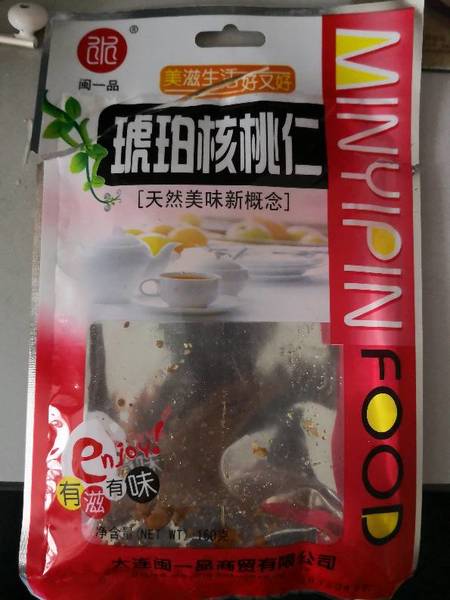 ®
闽一品
美滋生活好又好
琥珀核桃仁
[天然美味新概念]
MINYIPIN FOOD
enjoy!
有滋有味
净含量(NET WT) 160克
大连闽一品商贸有限公司